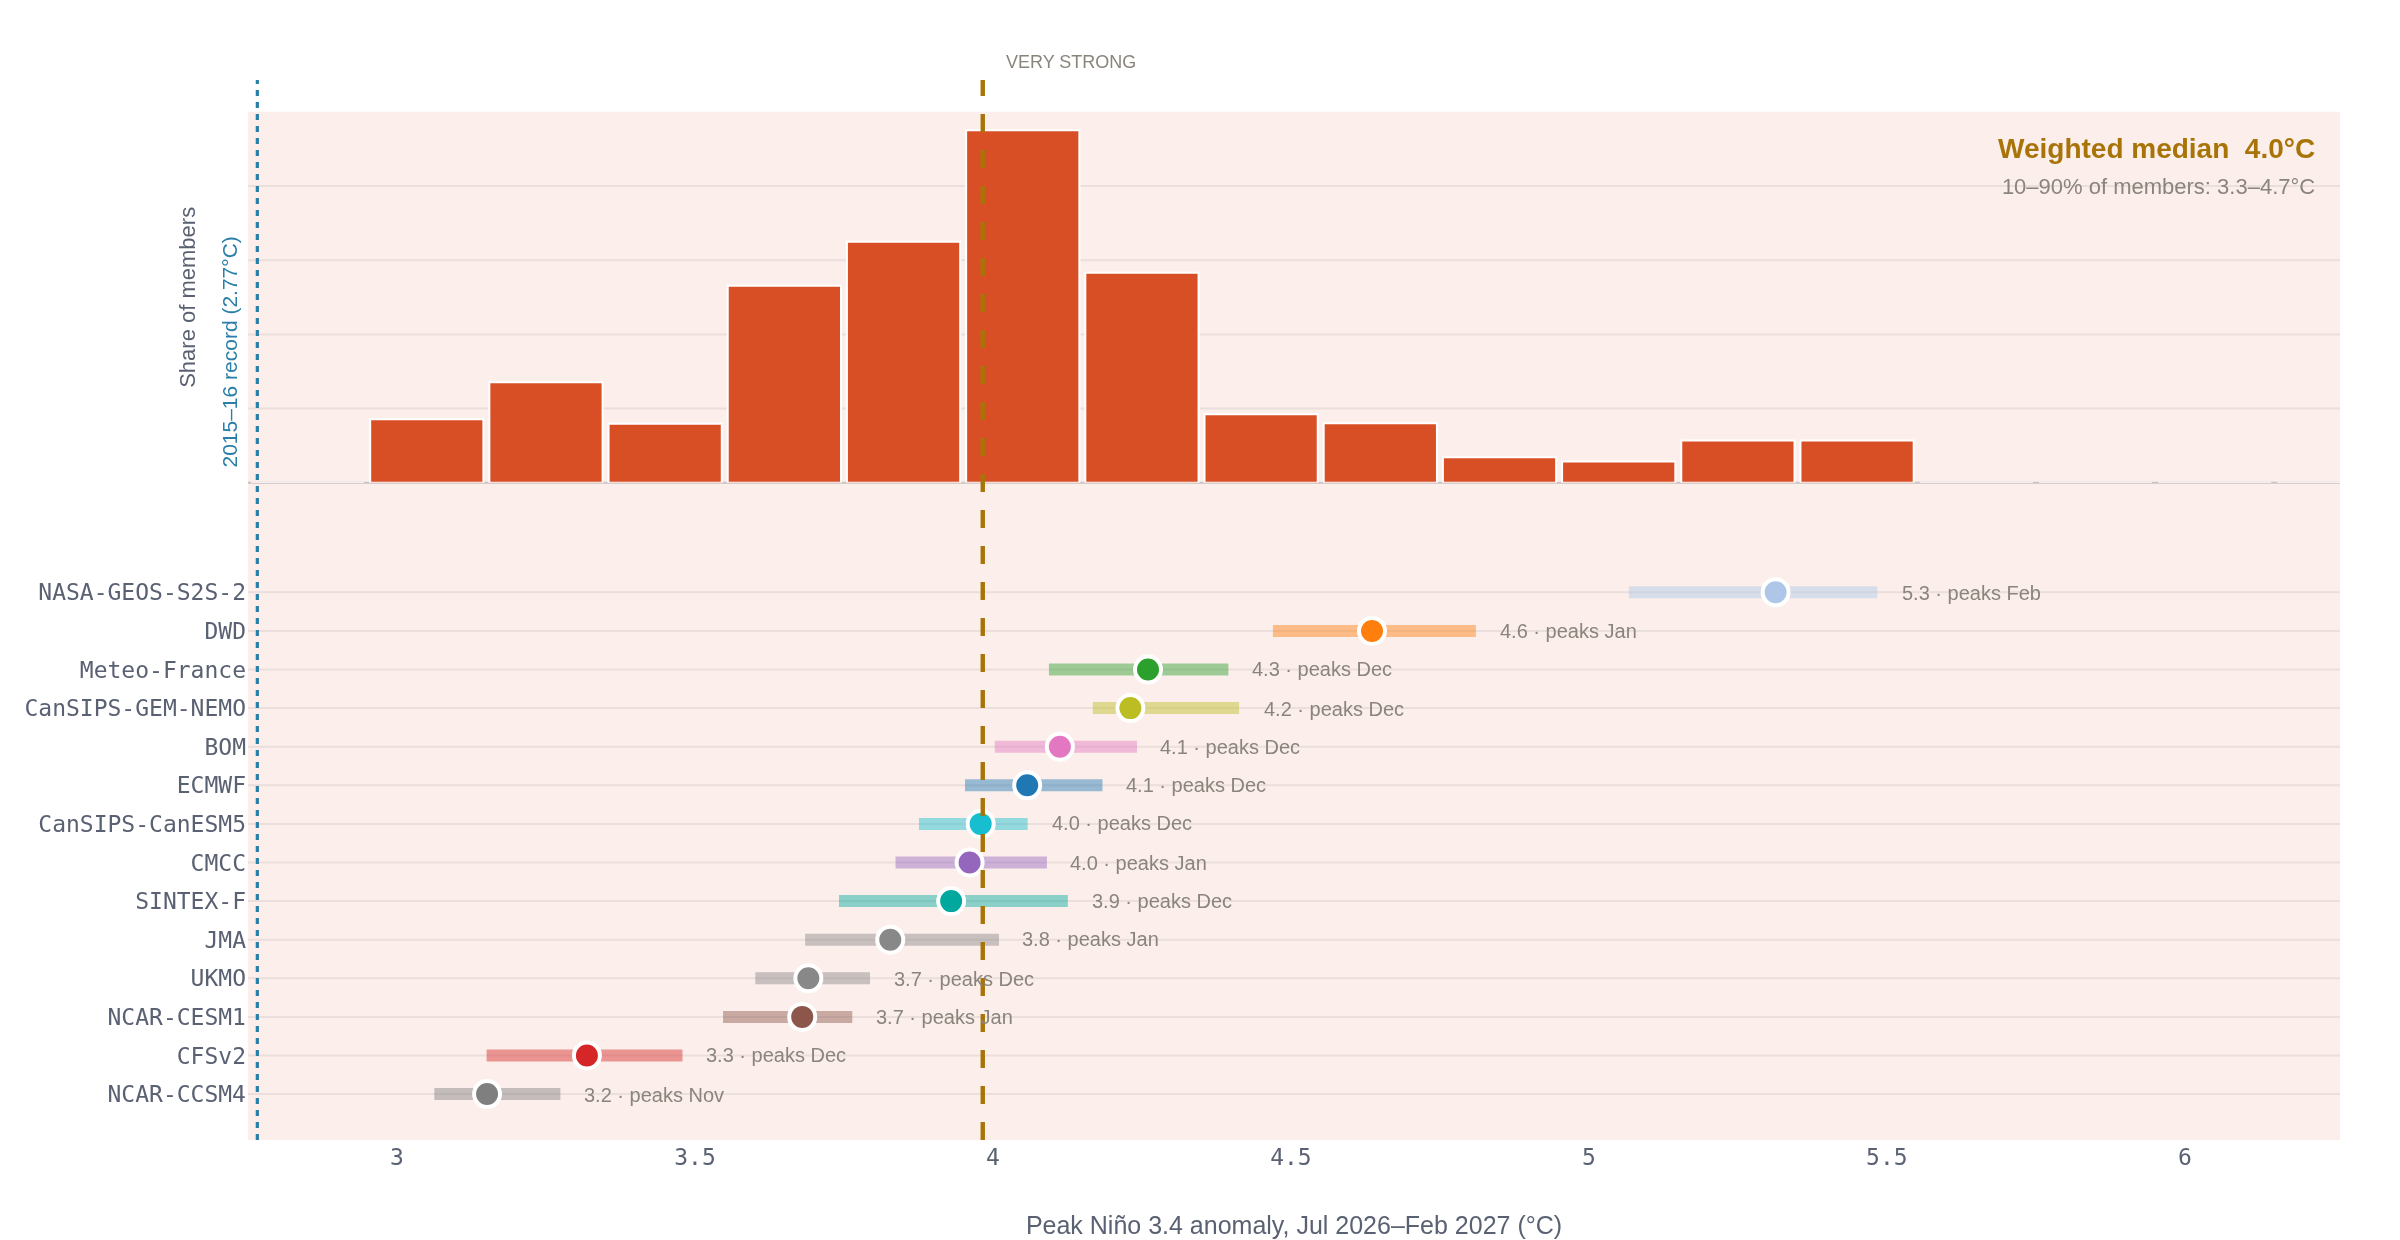 VERY STRONG
Weighted median 4.0°C
10–90% of members: 3.3–4.7°C
Share of members
2015–16 record (2.77°C)
NASA-GEOS-S2S-2
5.3 · peaks Feb
DWD
4.6 · peaks Jan
Meteo-France
4.3 · peaks Dec
CanSIPS-GEM-NEMO
4.2 · peaks Dec
BOM
4.1 · peaks Dec
ECMWF
4.1 · peaks Dec
CanSIPS-CanESM5
4.0 · peaks Dec
CMCC
4.0 · peaks Jan
SINTEX-F
3.9 · peaks Dec
JMA
3.8 · peaks Jan
UKMO
3.7 · peaks Dec
NCAR-CESM1
3.7 · peaks Jan
CFSv2
3.3 · peaks Dec
NCAR-CCSM4
3.2 · peaks Nov
3 3.5 4 4.5 5 5.5 6
Peak Niño 3.4 anomaly, Jul 2026–Feb 2027 (°C)